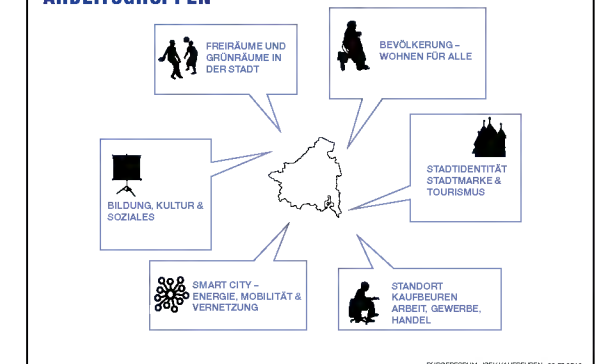 ARBEITSGRUPPEN
FREIRÄUME UND
GRÜNRÄUME IN
DER STADT
BEVÖLKERUNG –
WOHNEN FÜR ALLE
BILDUNG, KULTUR &
SOZIALES
STADTIDENTITÄT
STADTMARKE &
TOURISMUS
SMART CITY –
ENERGIE, MOBILITÄT &
VERNETZUNG
STANDORT
KAUFBEUREN
ARBEIT, GEWERBE,
HANDEL